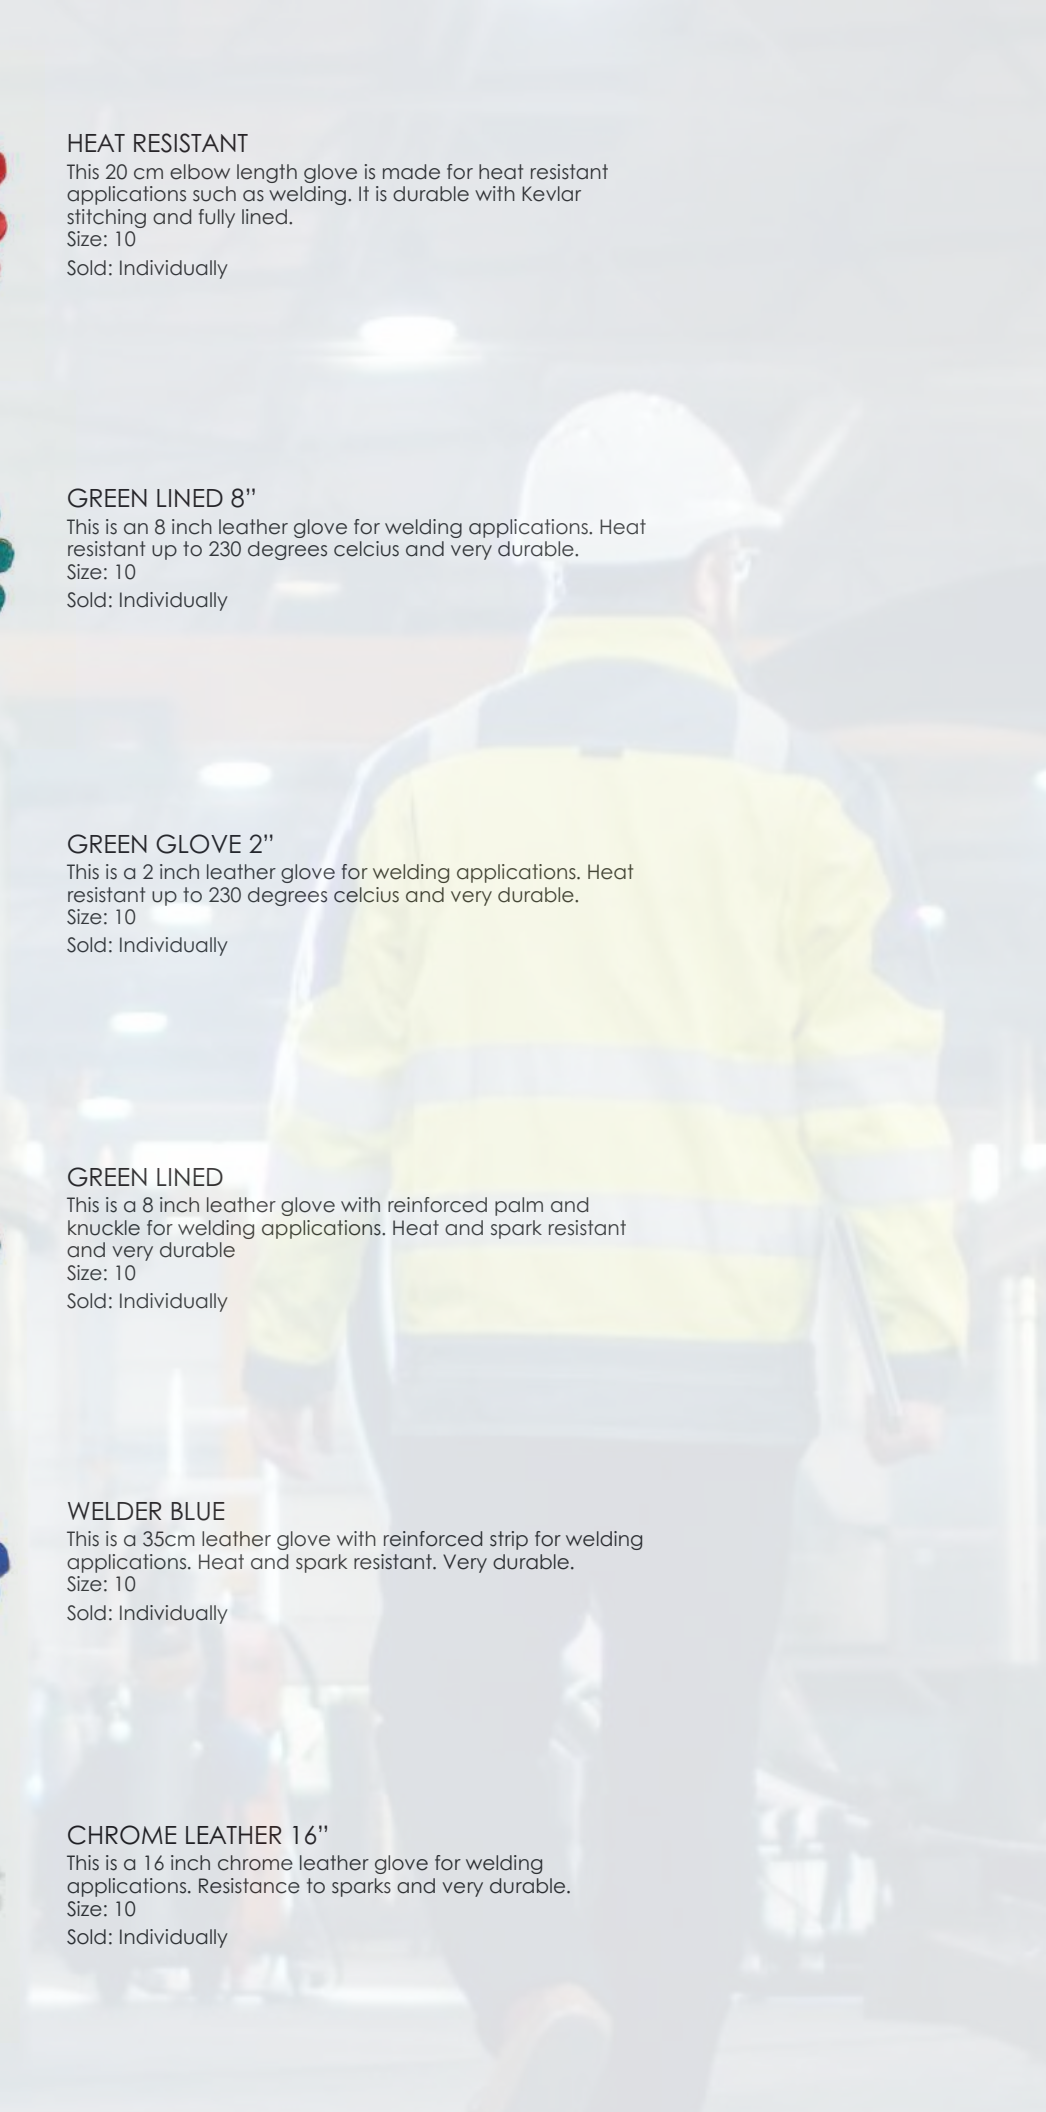 HEAT RESISTANT
This 20 cm elbow length glove is made for heat resistant
applications such as welding. It is durable with Kevlar
stitching and fully lined.
Size: 10
Sold: Individually
GREEN LINED 8”
This is an 8 inch leather glove for welding applications. Heat
resistant up to 230 degrees celcius and very durable.
Size: 10
Sold: Individually
GREEN GLOVE 2”
This is a 2 inch leather glove for welding applications. Heat
resistant up to 230 degrees celcius and very durable.
Size: 10
Sold: Individually
GREEN LINED
This is a 8 inch leather glove with reinforced palm and
knuckle for welding applications. Heat and spark resistant
and very durable
Size: 10
Sold: Individually
WELDER BLUE
This is a 35cm leather glove with reinforced strip for welding
applications. Heat and spark resistant. Very durable.
Size: 10
Sold: Individually
CHROME LEATHER 16”
This is a 16 inch chrome leather glove for welding
applications. Resistance to sparks and very durable.
Size: 10
Sold: Individually